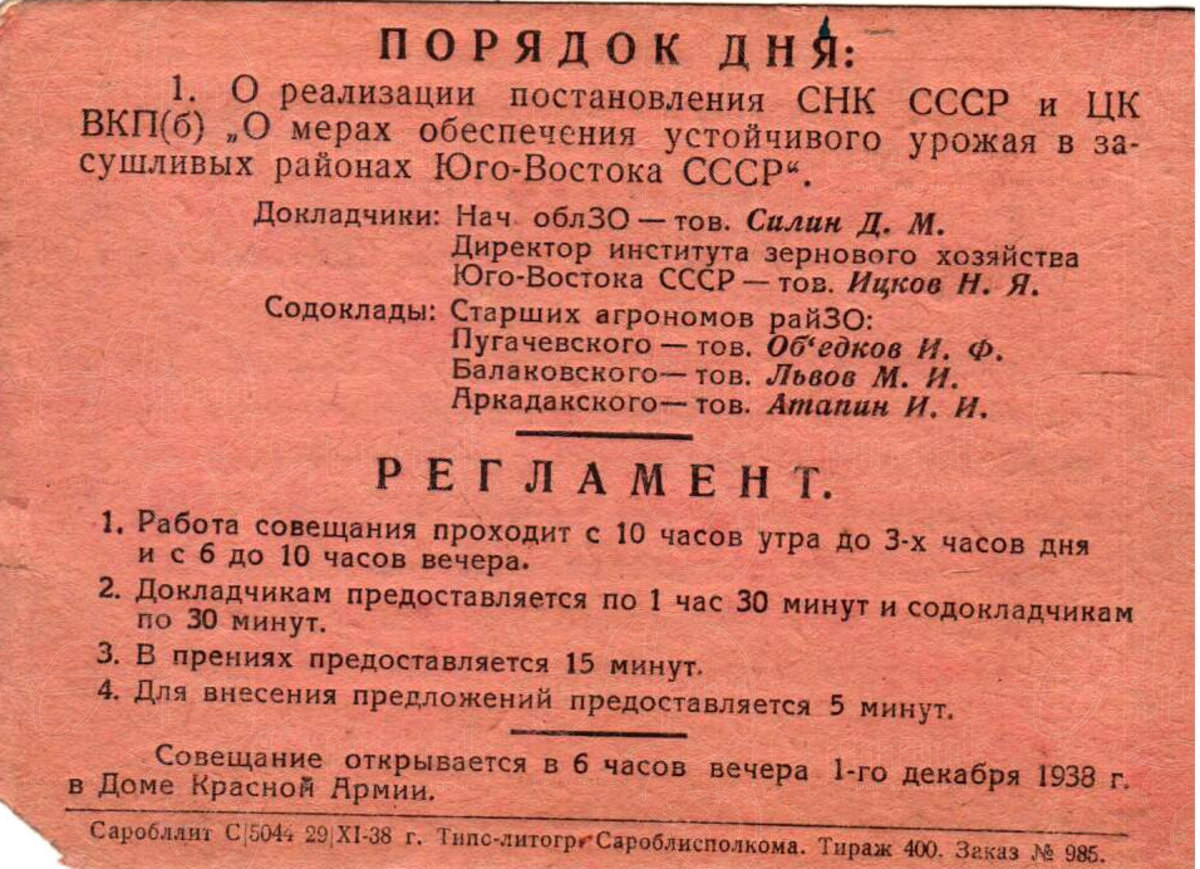 ПОРЯДОК ДНЯ:
1. О реализации постановления СНК СССР и ЦК
ВКП(б) „О мерах обеспечения устойчивого урожая в за-
сушливых районах Юго-Востока СССР“.
Докладчики: Нач. облЗО — тов. Силин Д. М.
Директор института зернового хозяйства
Юго-Востока СССР — тов. Ицков Н. Я.
Содоклады: Старших агрономов райЗО:
Пугачевского — тов. Об‘едков И. Ф.
Балаковского — тов. Львов М. И.
Аркадакского — тов. Атапин И. И.
РЕГЛАМЕНТ.
1. Работа совещания проходит с 10 часов утра до 3-х часов дня
и с 6 до 10 часов вечера.
2. Докладчикам предоставляется по 1 час 30 минут и содокладчикам
по 30 минут.
3. В прениях предоставляется 15 минут.
4. Для внесения предложений предоставляется 5 минут.
Совещание открывается в 6 часов вечера 1-го декабря 1938 г.
в Доме Красной Армии.
Саробллит С|5044 29|XI-38 г. Типо-литогр. Сароблисполкома. Тираж 400. Заказ № 985.